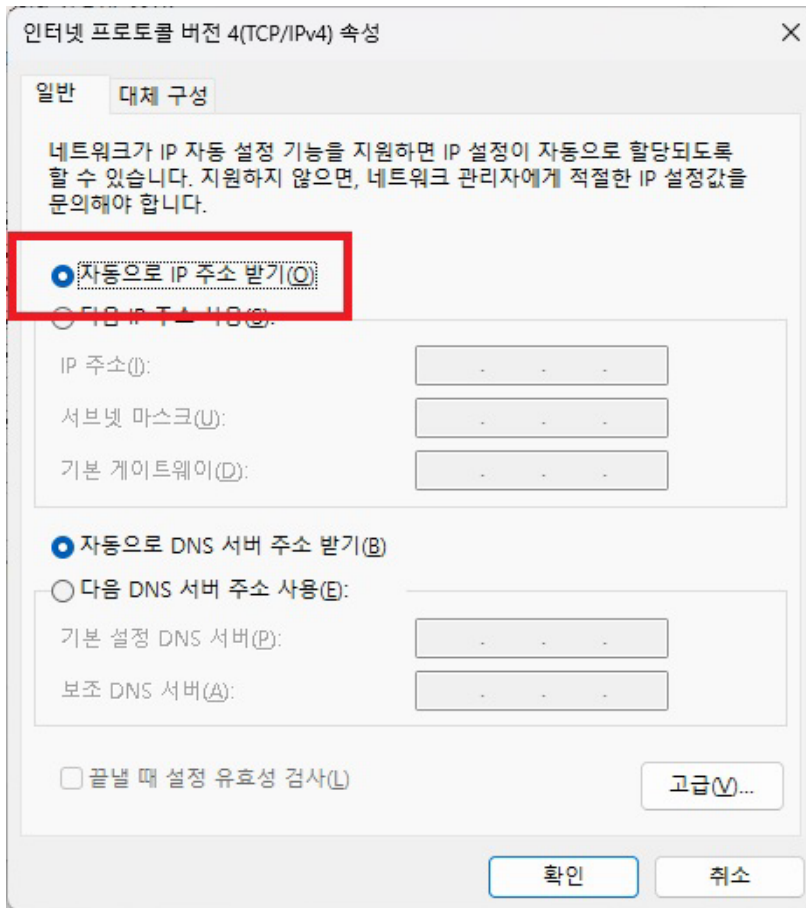 인터넷 프로토콜 버전 4(TCP/IPv4) 속성
일반
대체 구성
네트워크가 IP 자동 설정 기능을 지원하면 IP 설정이 자동으로 할당되도록
할 수 있습니다. 지원하지 않으면, 네트워크 관리자에게 적절한 IP 설정값을
문의해야 합니다.
자동으로 IP 주소 받기(O)
다음 IP 주소 사용(S):
IP 주소(I):
서브넷 마스크(U):
기본 게이트웨이(D):
자동으로 DNS 서버 주소 받기(B)
다음 DNS 서버 주소 사용(E):
기본 설정 DNS 서버(P):
보조 DNS 서버(A):
끝낼 때 설정 유효성 검사(L)
고급(V)...
확인
취소